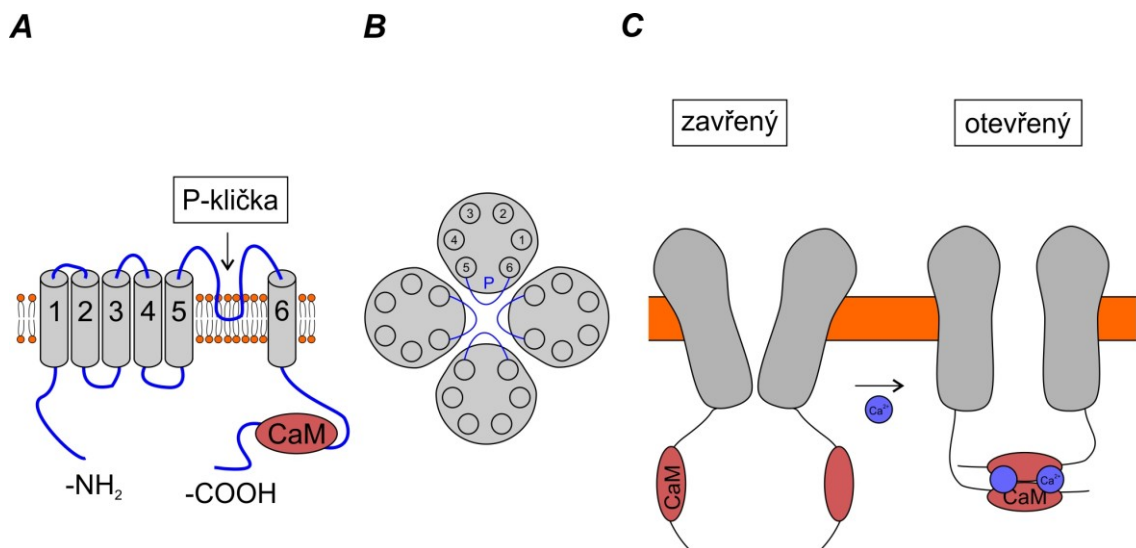 A
P-klička
1 2 3 4 5 6
CaM
-NH2
-COOH
B
3 2
4 1
5 6
P
C
zavřený
otevřený
Ca2+
CaM
Ca2+
CaM